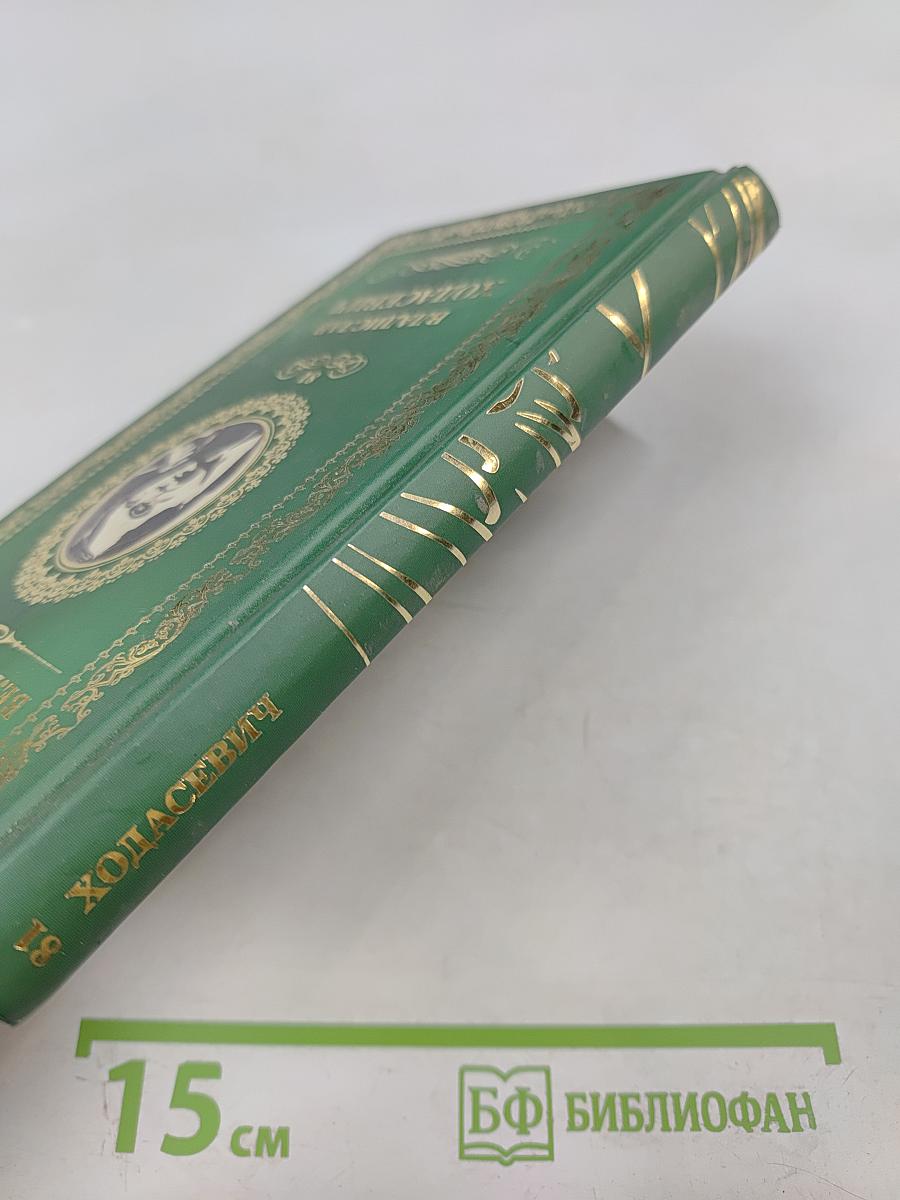 ВЛАДИСЛАВ
ХОДАСЕВИЧ
18 ХОДАСЕВИЧ
15 см
БФ БИБЛИОФАН